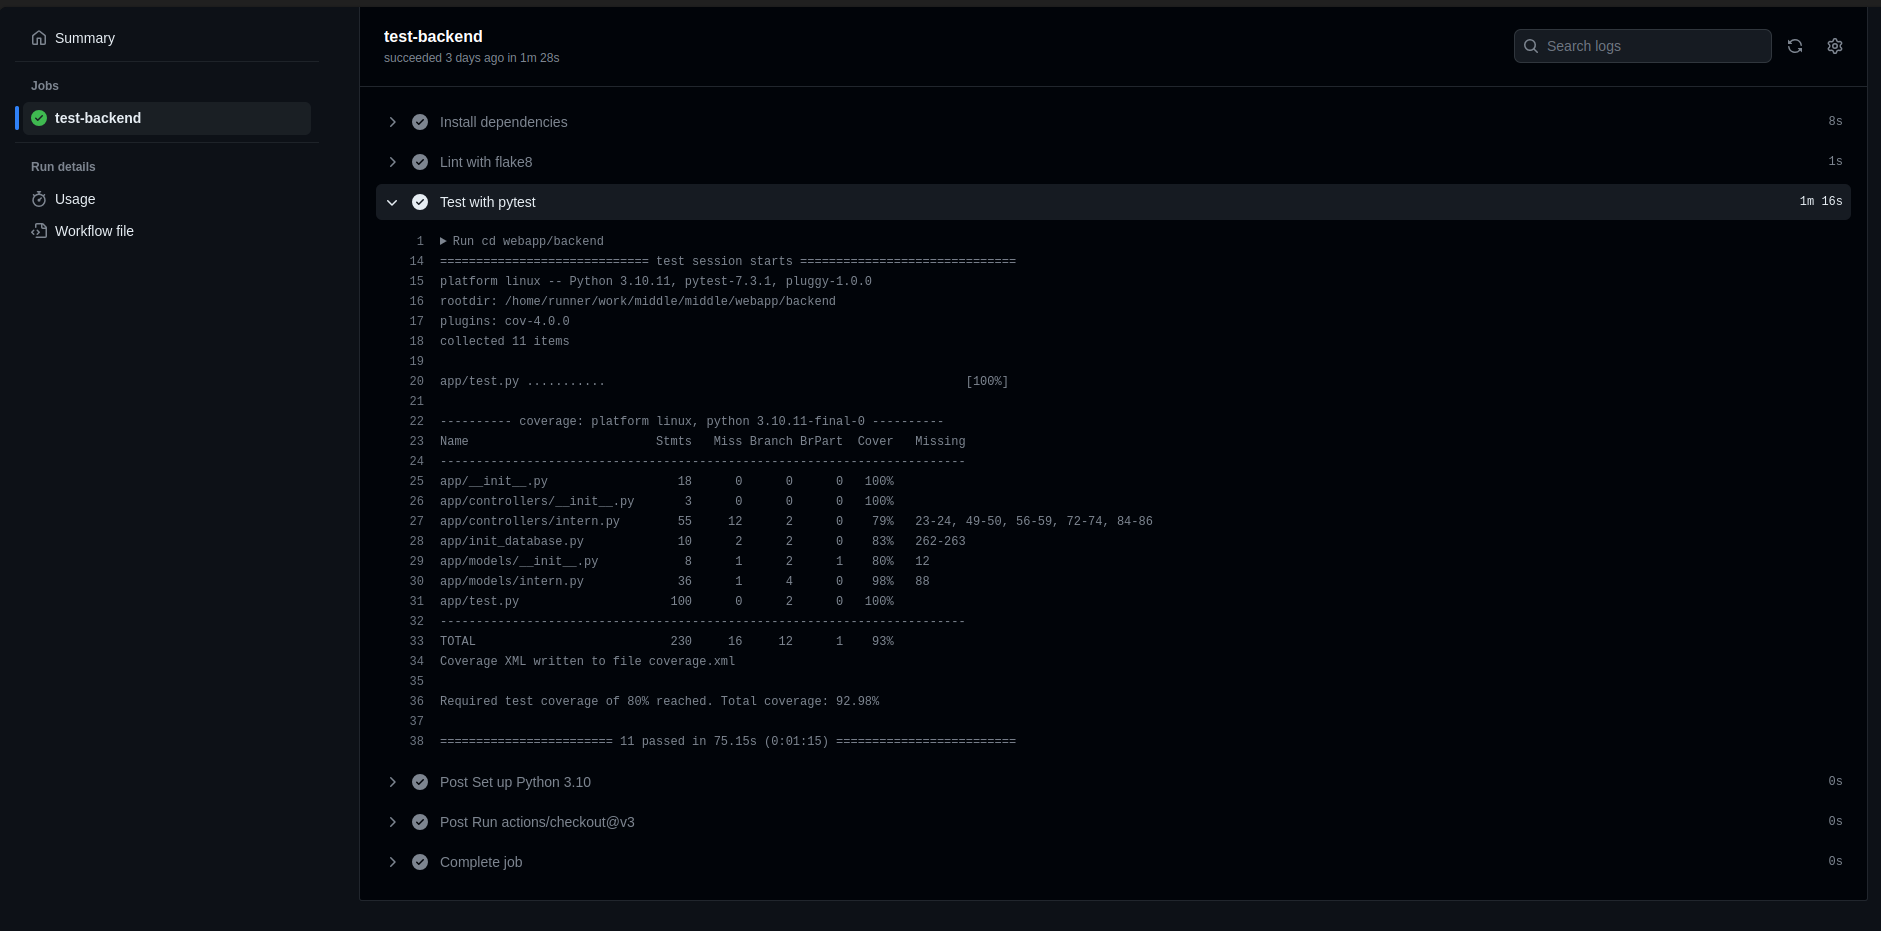 Summary
Jobs
test-backend
Run details
Usage
Workflow file
test-backend
succeeded 3 days ago in 1m 28s
Search logs
Install dependencies 8s
Lint with flake8 1s
Test with pytest 1m 16s
1 Run cd webapp/backend
14 ============================= test session starts ==============================
15 platform linux -- Python 3.10.11, pytest-7.3.1, pluggy-1.0.0
16 rootdir: /home/runner/work/middle/middle/webapp/backend
17 plugins: cov-4.0.0
18 collected 11 items
19
20 app/test.py ........... [100%]
21
22 ---------- coverage: platform linux, python 3.10.11-final-0 ----------
23 Name Stmts Miss Branch BrPart Cover Missing
24 -------------------------------------------------------------------------
25 app/__init__.py 18 0 0 0 100%
26 app/controllers/__init__.py 3 0 0 0 100%
27 app/controllers/intern.py 55 12 2 0 79% 23-24, 49-50, 56-59, 72-74, 84-86
28 app/init_database.py 10 2 2 0 83% 262-263
29 app/models/__init__.py 8 1 2 1 80% 12
30 app/models/intern.py 36 1 4 0 98% 88
31 app/test.py 100 0 2 0 100%
32 -------------------------------------------------------------------------
33 TOTAL 230 16 12 1 93%
34 Coverage XML written to file coverage.xml
35
36 Required test coverage of 80% reached. Total coverage: 92.98%
37
38 ======================== 11 passed in 75.15s (0:01:15) =========================
Post Set up Python 3.10 0s
Post Run actions/checkout@v3 0s
Complete job 0s